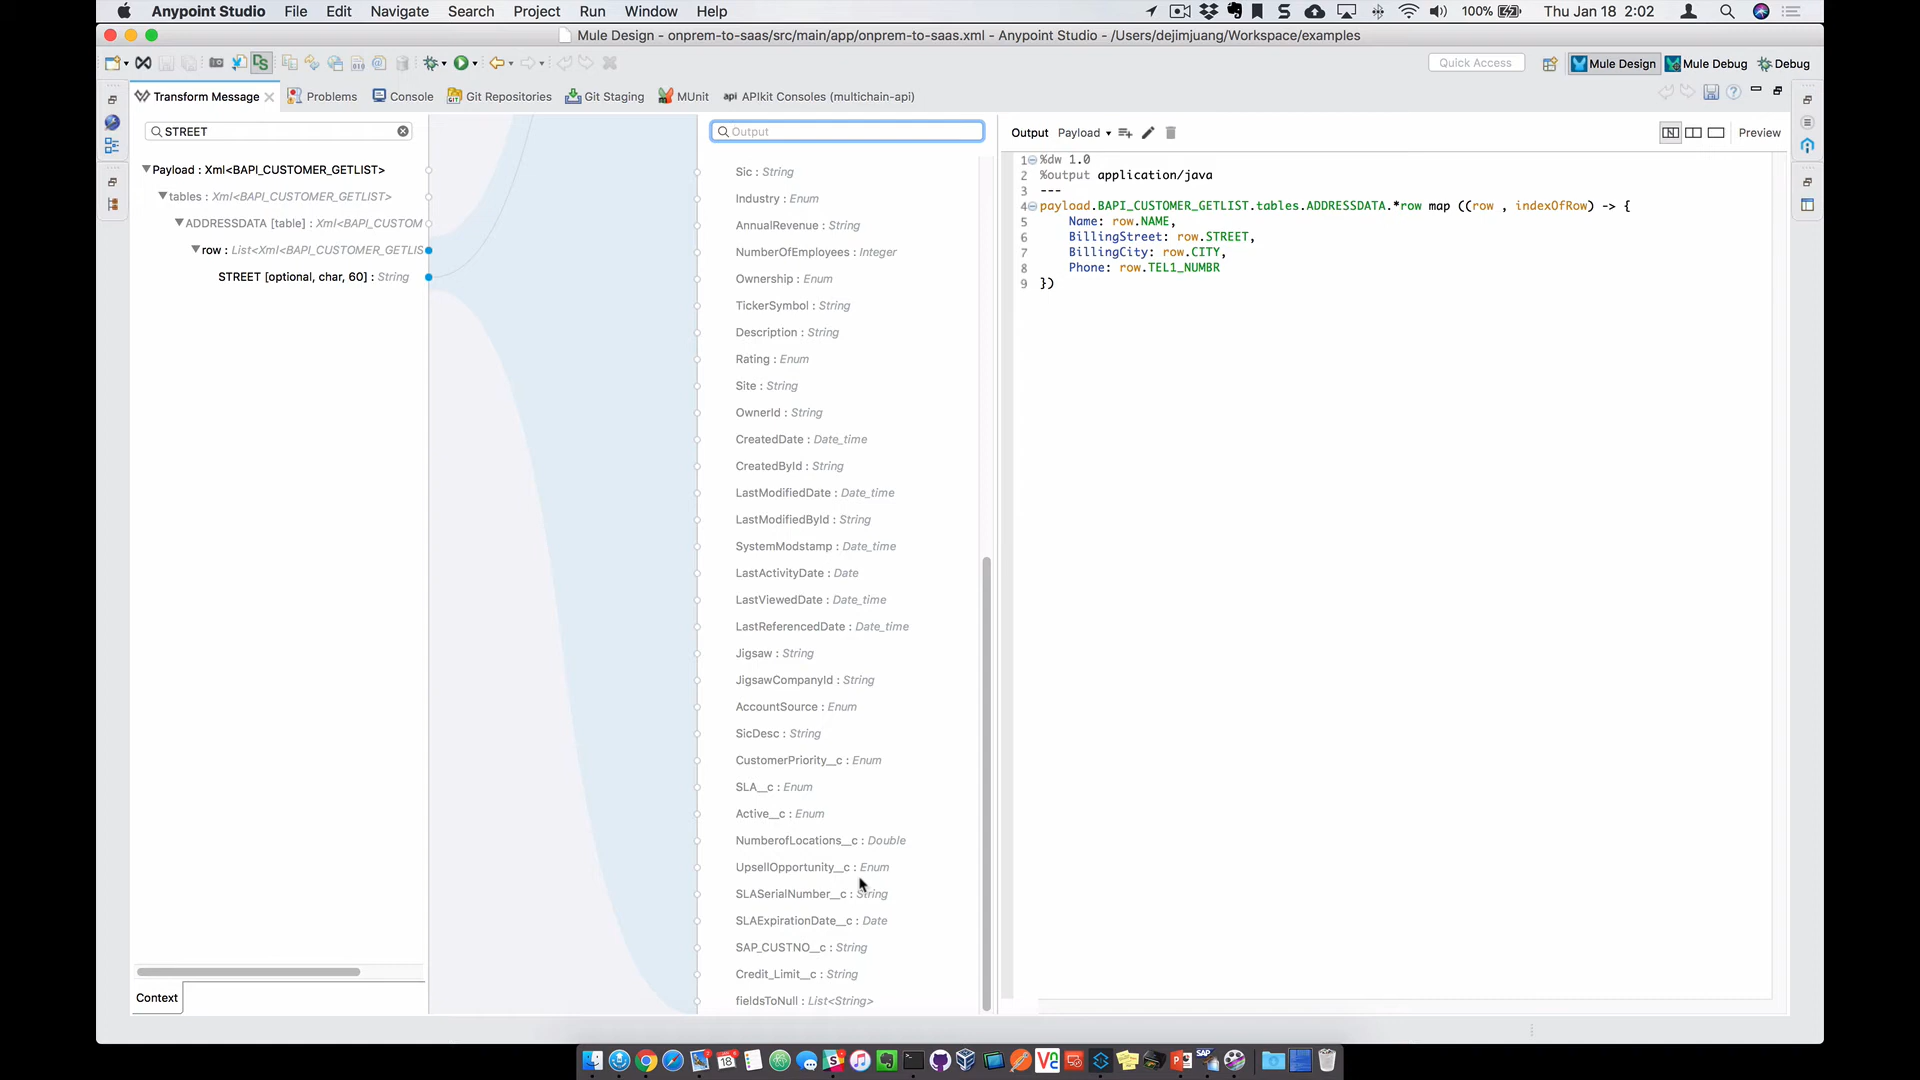 Anypoint Studio File Edit Navigate Search Project Run Window Help 100% Thu Jan 18 2:02
Mule Design - onprem-to-saas/src/main/app/onprem-to-saas.xml - Anypoint Studio - /Users/dejimjuang/Workspace/examples
Quick Access Mule Design Mule Debug Debug
Transform Message Problems Console Git Repositories Git Staging MUnit api APIkit Consoles (multichain-api)
STREET
Payload : Xml<BAPI_CUSTOMER_GETLIST>
tables : Xml<BAPI_CUSTOMER_GETLIST>
ADDRESSDATA [table] : Xml<BAPI_CUSTOM
row : List<Xml<BAPI_CUSTOMER_GETLIS
STREET [optional, char, 60] : String
Context
Output
Sic : String
Industry : Enum
AnnualRevenue : String
NumberOfEmployees : Integer
Ownership : Enum
TickerSymbol : String
Description : String
Rating : Enum
Site : String
OwnerId : String
CreatedDate : Date_time
CreatedById : String
LastModifiedDate : Date_time
LastModifiedById : String
SystemModstamp : Date_time
LastActivityDate : Date
LastViewedDate : Date_time
LastReferencedDate : Date_time
Jigsaw : String
JigsawCompanyId : String
AccountSource : Enum
SicDesc : String
CustomerPriority__c : Enum
SLA__c : Enum
Active__c : Enum
NumberofLocations__c : Double
UpsellOpportunity__c : Enum
SLASerialNumber__c : String
SLAExpirationDate__c : Date
SAP_CUSTNO__c : String
Credit_Limit__c : String
fieldsToNull : List<String>
Output Payload Preview
1 %dw 1.0
2 %output application/java
3 ---
4 payload.BAPI_CUSTOMER_GETLIST.tables.ADDRESSDATA.*row map ((row , indexOfRow) -> {
5 Name: row.NAME,
6 BillingStreet: row.STREET,
7 BillingCity: row.CITY,
8 Phone: row.TEL1_NUMBR
9 })